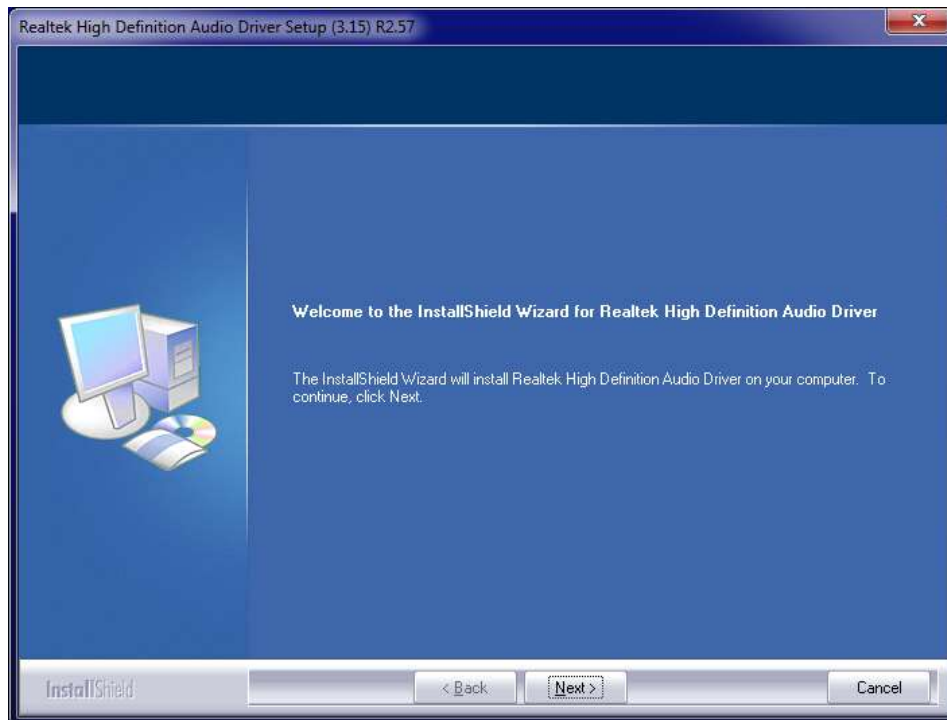 Realtek High Definition Audio Driver Setup (3.15) R2.57
Welcome to the InstallShield Wizard for Realtek High Definition Audio Driver
The InstallShield Wizard will install Realtek High Definition Audio Driver on your computer. To
continue, click Next.
InstallShield
< Back
Next >
Cancel